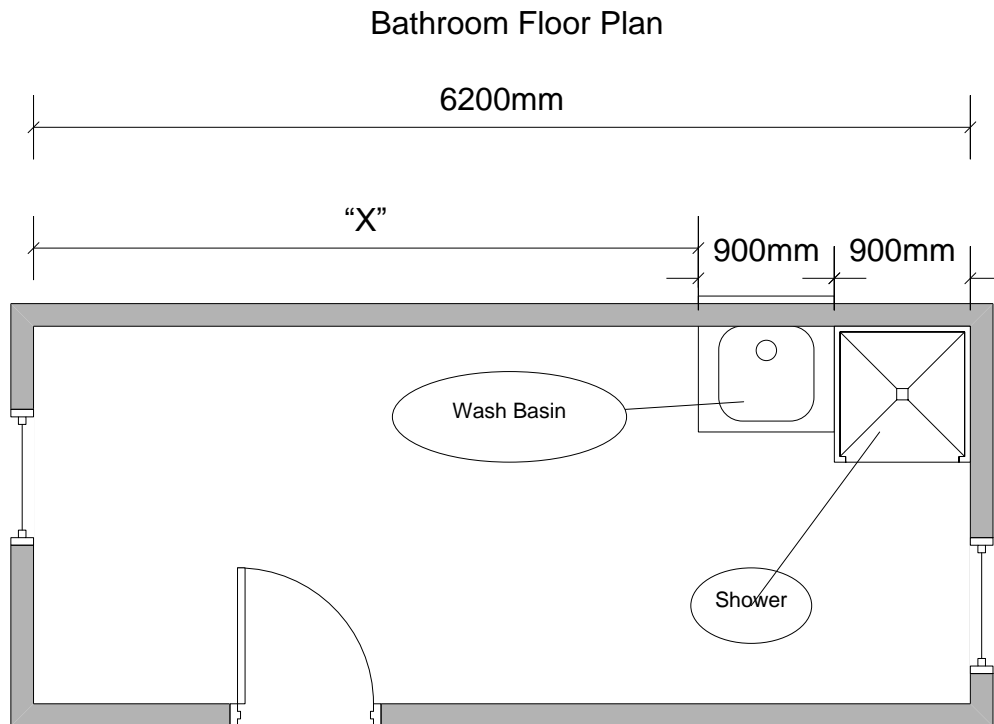 Bathroom Floor Plan
6200mm
“X”
900mm
900mm
Wash Basin
Shower